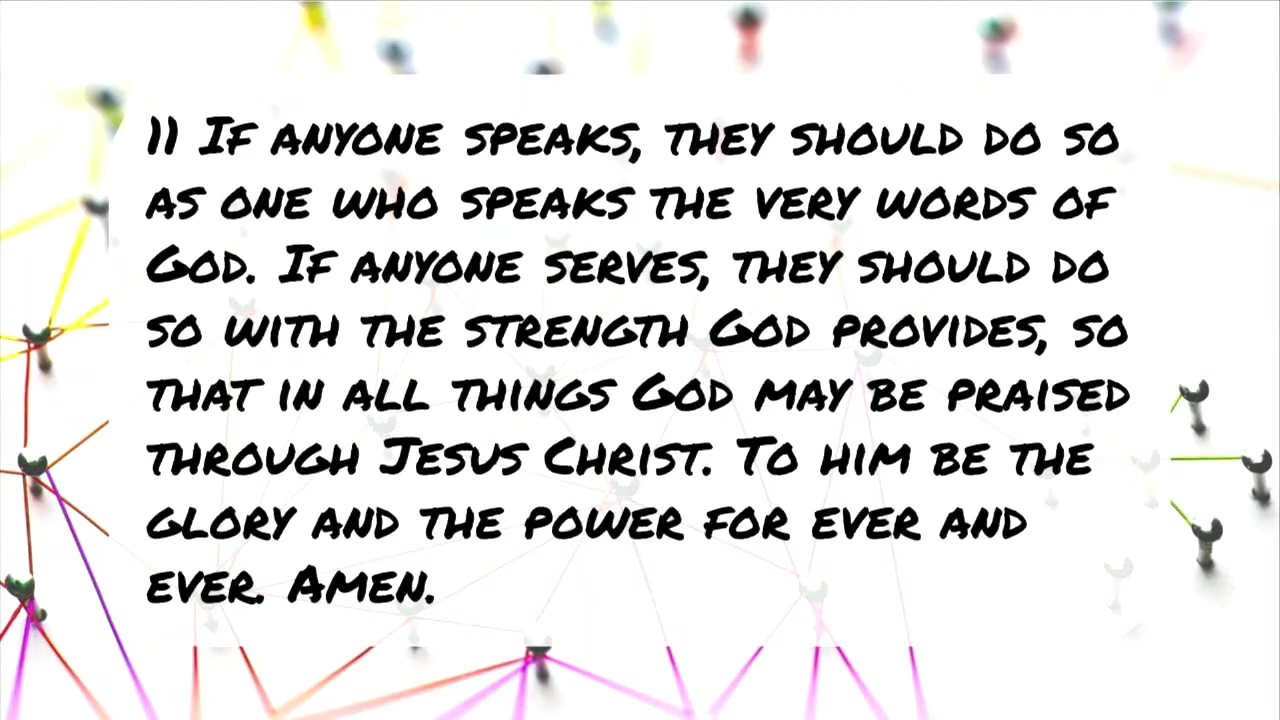 11 If anyone speaks, they should do so
as one who speaks the very words of
God. If anyone serves, they should do
so with the strength God provides, so
that in all things God may be praised
through Jesus Christ. To him be the
glory and the power for ever and
ever. Amen.